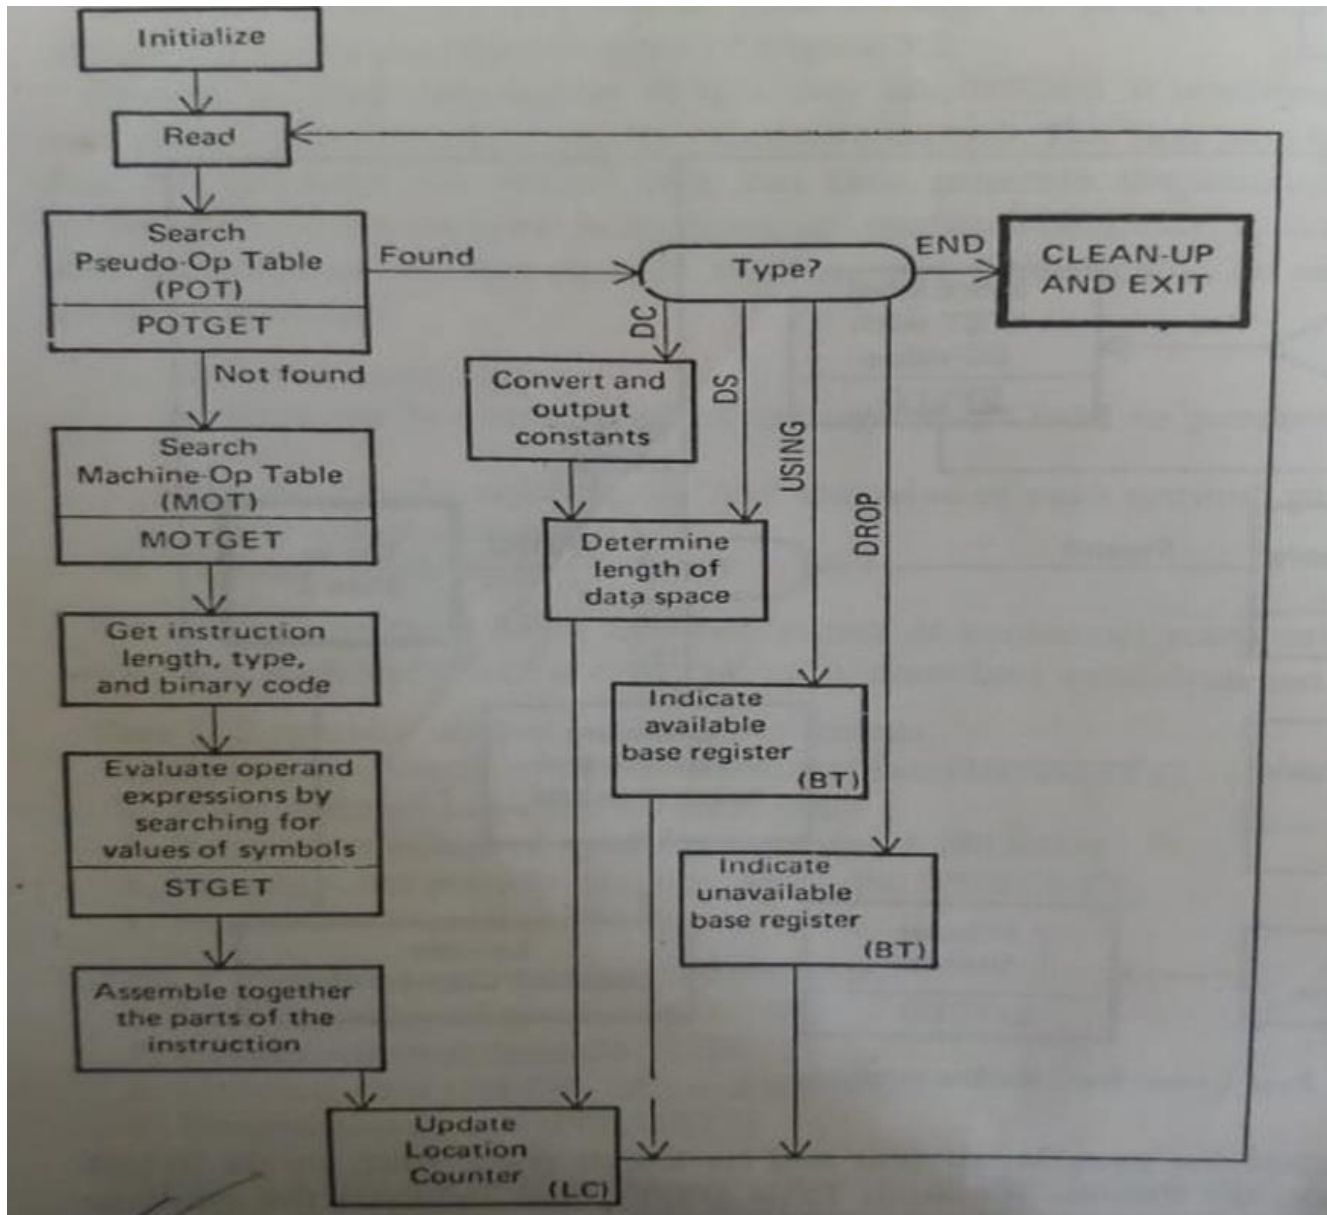 Initialize
Read
Search
Pseudo-Op Table
(POT)
POTGET
Found
Type?
END
CLEAN-UP
AND EXIT
Not found
DC
DS
USING
DROP
Convert and
output
constants
Search
Machine-Op Table
(MOT)
MOTGET
Determine
length of
data space
Get instruction
length, type,
and binary code
Indicate
available
base register
(BT)
Evaluate operand
expressions by
searching for
values of symbols
STGET
Indicate
unavailable
base register
(BT)
Assemble together
the parts of the
instruction
Update
Location
Counter
(LC)